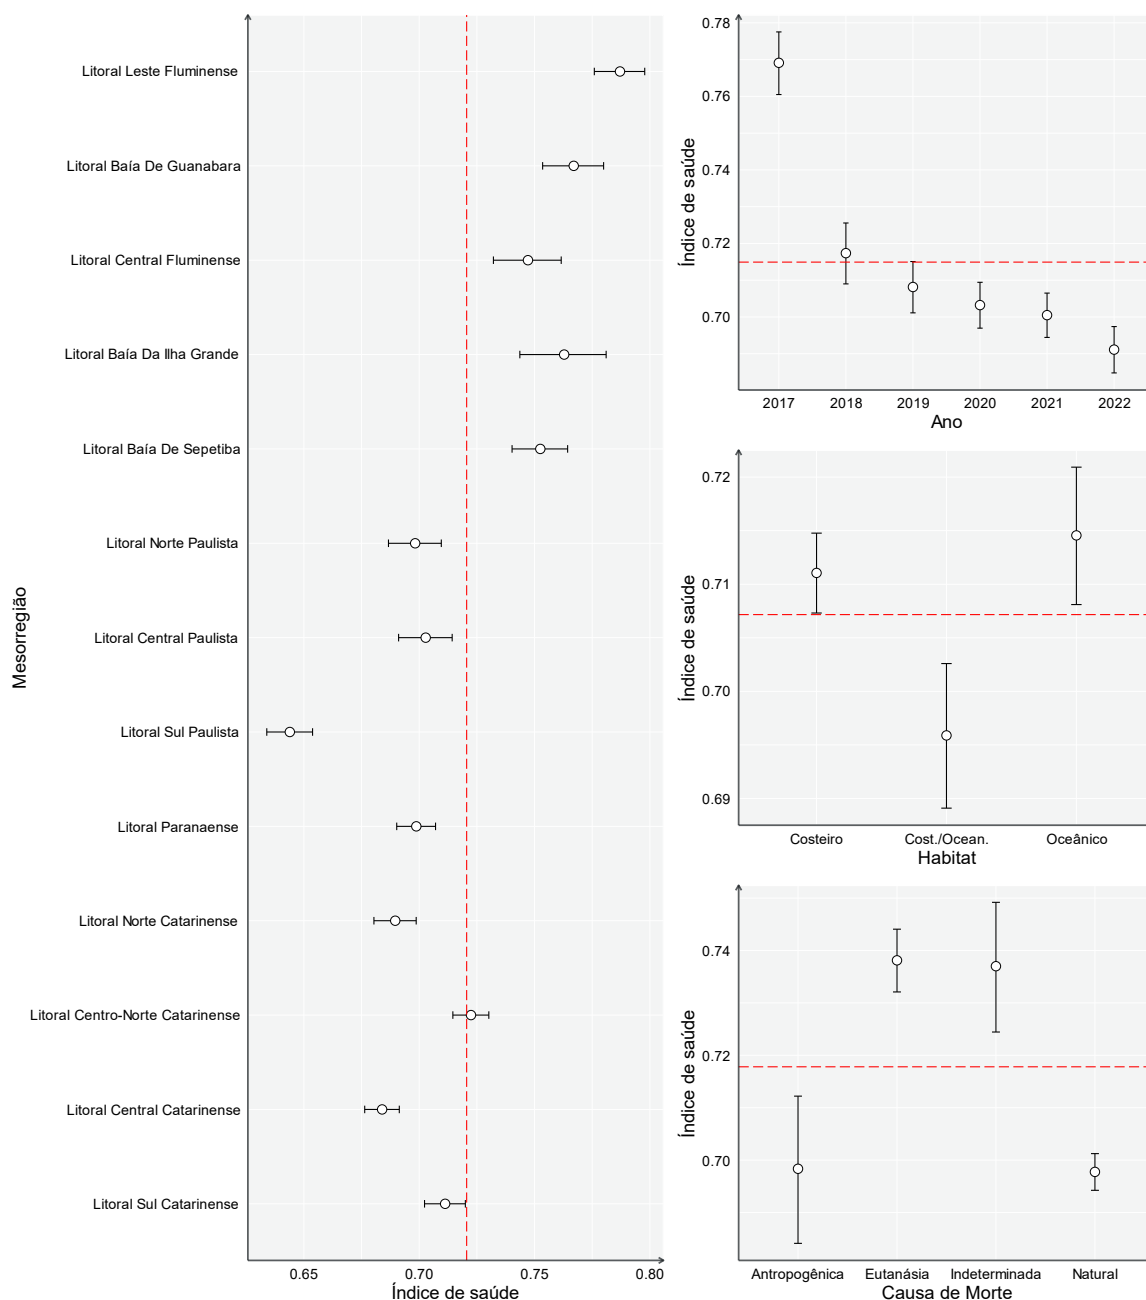 Mesorregião
Litoral Leste Fluminense
Litoral Baía De Guanabara
Litoral Central Fluminense
Litoral Baía Da Ilha Grande
Litoral Baía De Sepetiba
Litoral Norte Paulista
Litoral Central Paulista
Litoral Sul Paulista
Litoral Paranaense
Litoral Norte Catarinense
Litoral Centro-Norte Catarinense
Litoral Central Catarinense
Litoral Sul Catarinense
0.65 0.70 0.75 0.80
Índice de saúde
Índice de saúde
0.78
0.76
0.74
0.72
0.70
2017 2018 2019 2020 2021 2022
Ano
Índice de saúde
0.72
0.71
0.70
0.69
Costeiro Cost./Ocean. Oceânico
Habitat
Índice de saúde
0.74
0.72
0.70
Antropogênica Eutanásia Indeterminada Natural
Causa de Morte